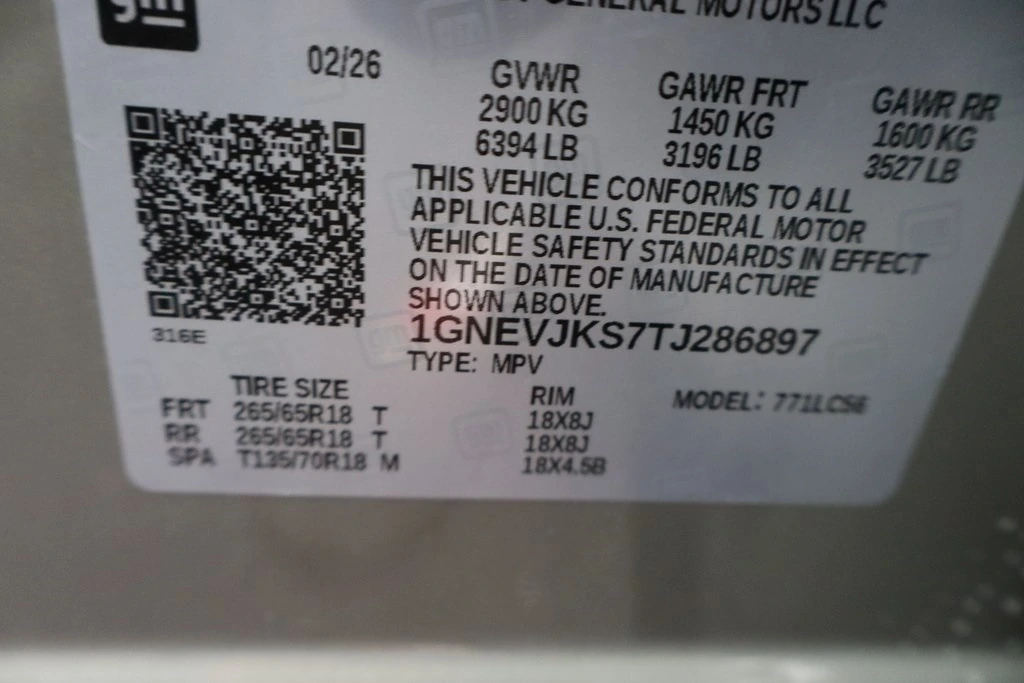 gm
GENERAL MOTORS LLC
02/26
GVWR GAWR FRT GAWR RR
2900 KG 1450 KG 1600 KG
6394 LB 3196 LB 3527 LB
THIS VEHICLE CONFORMS TO ALL
APPLICABLE U.S. FEDERAL MOTOR
VEHICLE SAFETY STANDARDS IN EFFECT
ON THE DATE OF MANUFACTURE
SHOWN ABOVE.
316E
1GNEVJKS7TJ286897
TYPE: MPV
TIRE SIZE RIM MODEL:
FRT 265/65R18 T 18X8J
RR 265/65R18 T 18X8J
SPA T135/70R18 M 18X4.5B